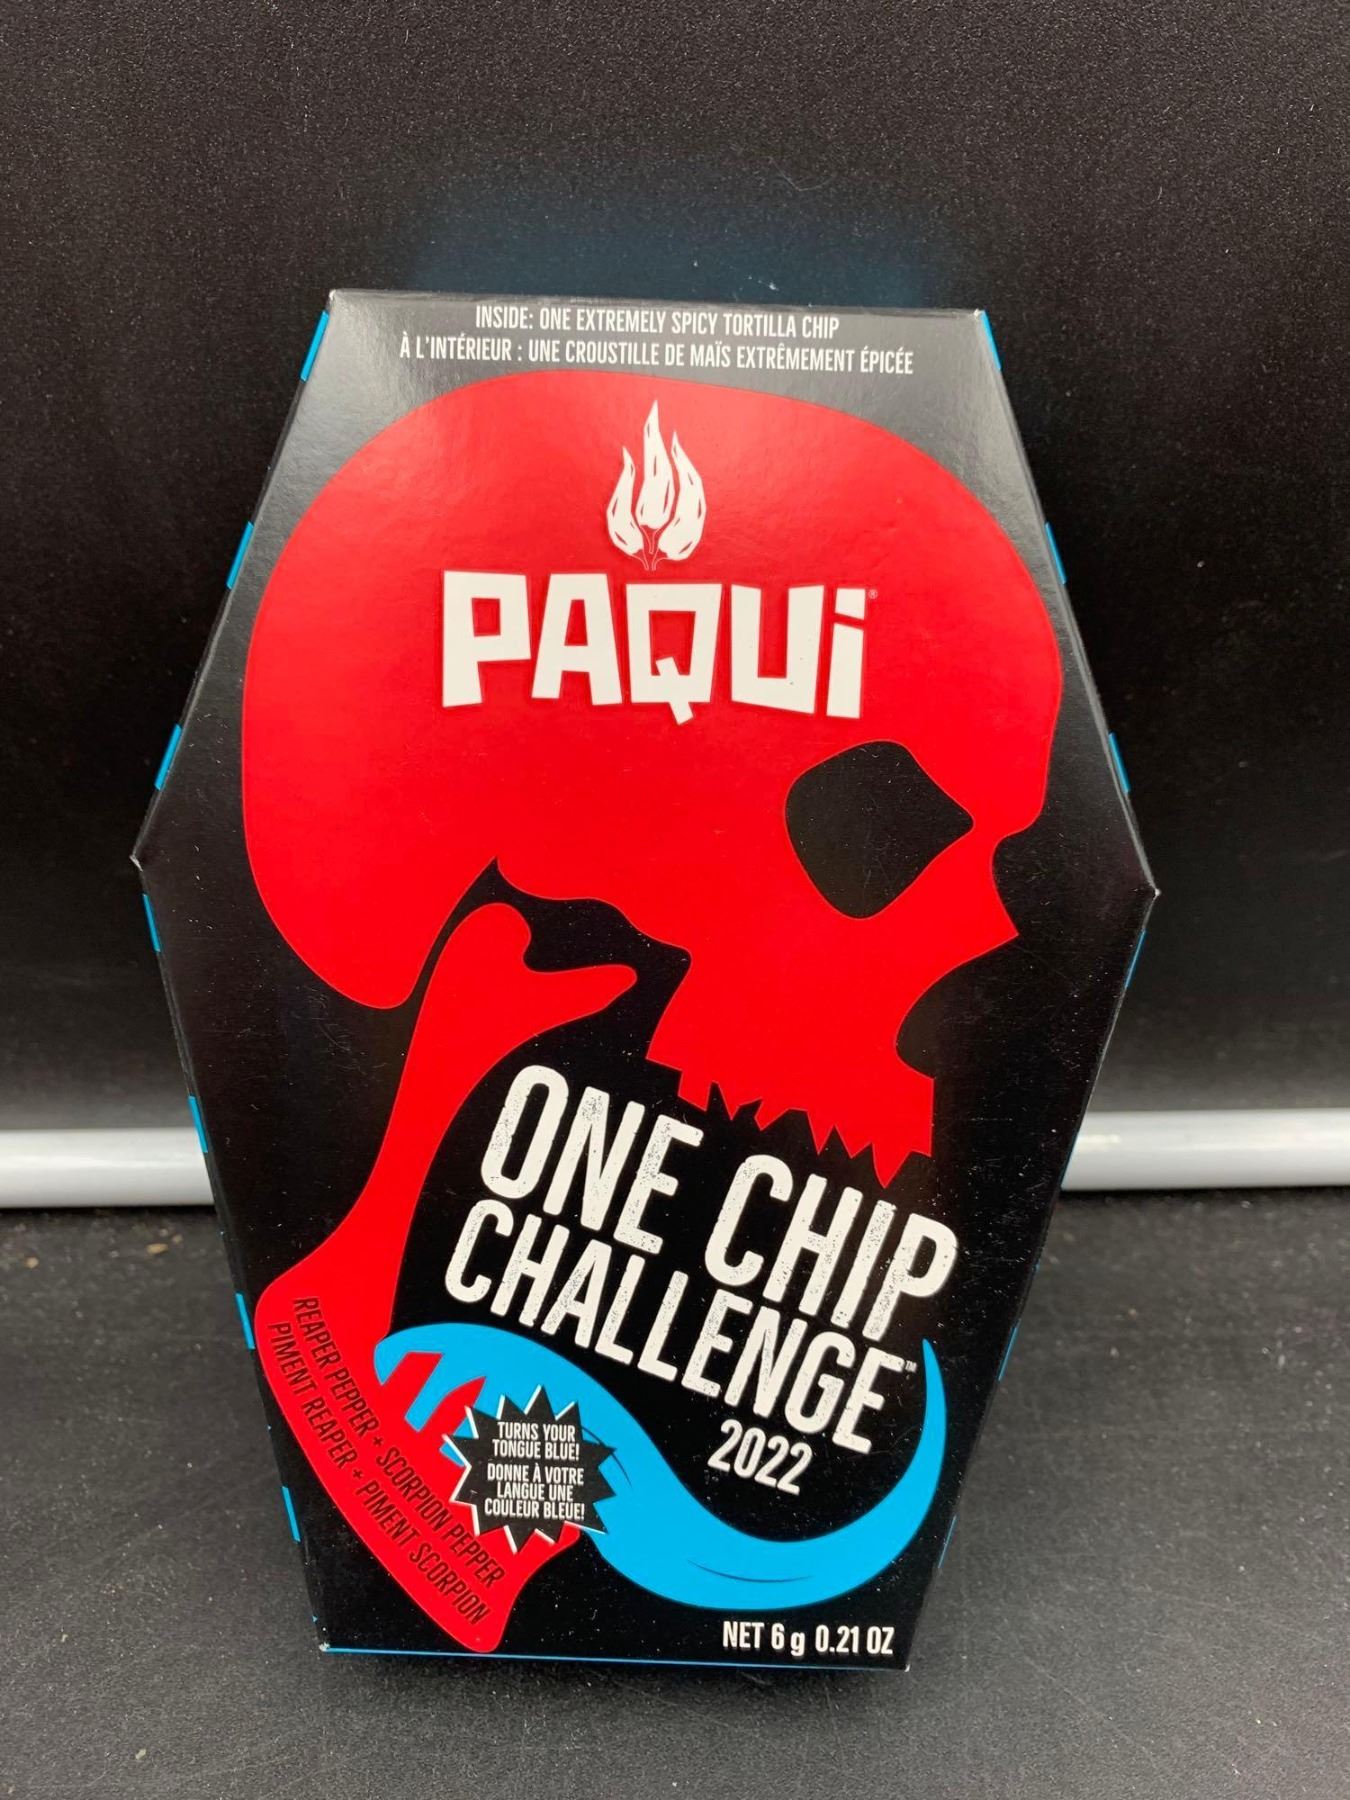 INSIDE: ONE EXTREMELY SPICY TORTILLA CHIP
À L'INTÉRIEUR : UNE CROUSTILLE DE MAÏS EXTRÊMEMENT ÉPICÉE
PAQUI®
ONE CHIP
CHALLENGE™
2022
TURNS YOUR
TONGUE BLUE!
DONNE À VOTRE
LANGUE UNE
COULEUR BLEUE!
REAPER PEPPER + SCORPION PEPPER
PIMENT REAPER + PIMENT SCORPION
NET 6 g 0.21 OZ